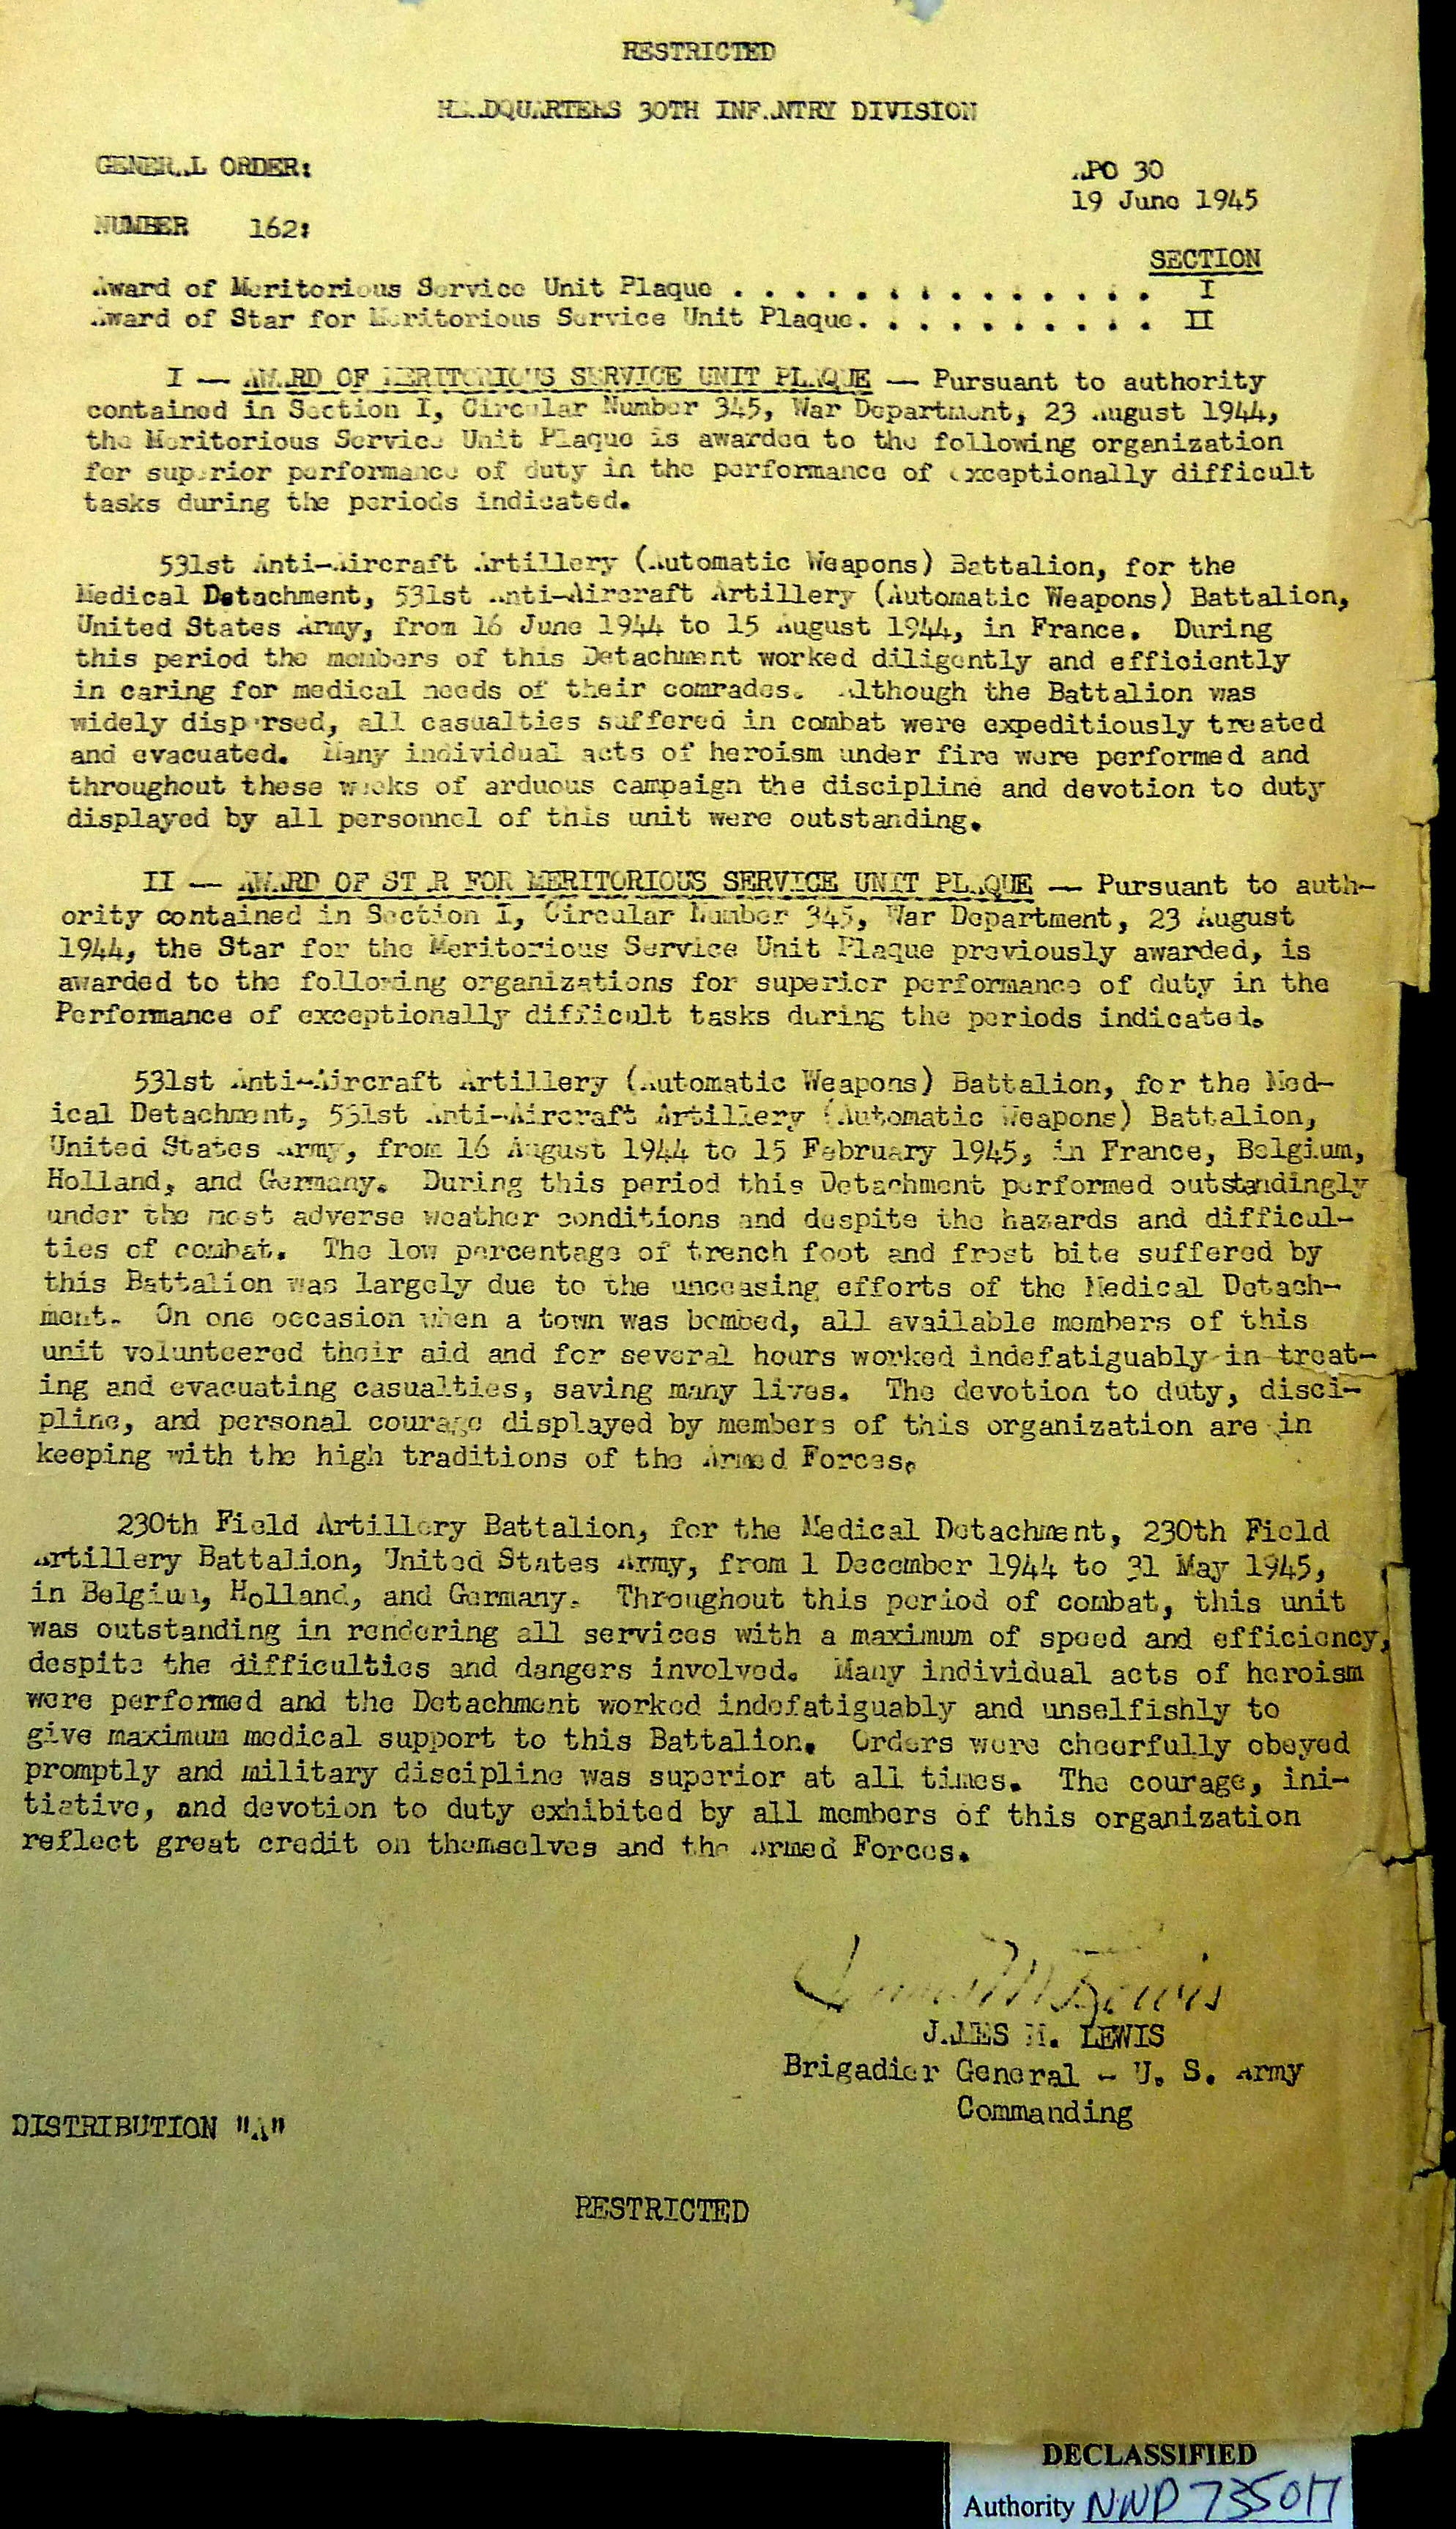 RESTRICTED
HEADQUARTERS 30TH INFANTRY DIVISION
GENERAL ORDER:
APO 30
19 June 1945
NUMBER 162:
SECTION
Award of Meritorious Service Unit Plaque . . . . . . . . . . . . . . I
Award of Star for Meritorious Service Unit Plaque. . . . . . . . . . II
I — AWARD OF MERITORIOUS SERVICE UNIT PLAQUE — Pursuant to authority
contained in Section I, Circular Number 345, War Department, 23 August 1944,
the Meritorious Service Unit Plaque is awarded to the following organization
for superior performance of duty in the performance of exceptionally difficult
tasks during the periods indicated.
531st Anti-Aircraft Artillery (Automatic Weapons) Battalion, for the
Medical Detachment, 531st Anti-Aircraft Artillery (Automatic Weapons) Battalion,
United States Army, from 16 June 1944 to 15 August 1944, in France. During
this period the members of this Detachment worked diligently and efficiently
in caring for medical needs of their comrades. Although the Battalion was
widely dispersed, all casualties suffered in combat were expeditiously treated
and evacuated. Many individual acts of heroism under fire were performed and
throughout these weeks of arduous campaign the discipline and devotion to duty
displayed by all personnel of this unit were outstanding.
II — AWARD OF STAR FOR MERITORIOUS SERVICE UNIT PLAQUE — Pursuant to auth-
ority contained in Section I, Circular Number 345, War Department, 23 August
1944, the Star for the Meritorious Service Unit Plaque previously awarded, is
awarded to the following organizations for superior performance of duty in the
Performance of exceptionally difficult tasks during the periods indicated.
531st Anti-Aircraft Artillery (Automatic Weapons) Battalion, for the Med-
ical Detachment, 531st Anti-Aircraft Artillery (Automatic Weapons) Battalion,
United States Army, from 16 August 1944 to 15 February 1945, in France, Belgium,
Holland, and Germany. During this period this Detachment performed outstandingly
under the most adverse weather conditions and despite the hazards and difficul-
ties of combat. The low percentage of trench foot and frost bite suffered by
this Battalion was largely due to the unceasing efforts of the Medical Detach-
ment. On one occasion when a town was bombed, all available members of this
unit volunteered their aid and for several hours worked indefatiguably in treat-
ing and evacuating casualties, saving many lives. The devotion to duty, disci-
pline, and personal courage displayed by members of this organization are in
keeping with the high traditions of the Armed Forces.
230th Field Artillery Battalion, for the Medical Detachment, 230th Field
Artillery Battalion, United States Army, from 1 December 1944 to 31 May 1945,
in Belgium, Holland, and Germany. Throughout this period of combat, this unit
was outstanding in rendering all services with a maximum of speed and efficiency,
despite the difficulties and dangers involved. Many individual acts of heroism
were performed and the Detachment worked indefatiguably and unselfishly to
give maximum medical support to this Battalion. Orders were cheerfully obeyed
promptly and military discipline was superior at all times. The courage, ini-
tiative, and devotion to duty exhibited by all members of this organization
reflect great credit on themselves and the Armed Forces.
James M Lewis
JAMES M. LEWIS
Brigadier General - U. S. Army
Commanding
DISTRIBUTION "A"
RESTRICTED
DECLASSIFIED
Authority NND 735017